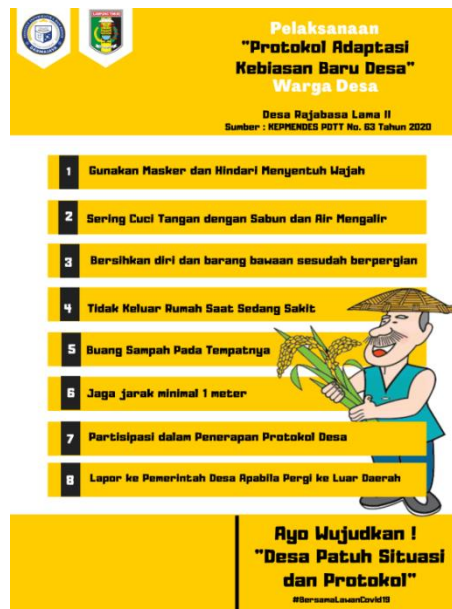 Pelaksanaan
"Protokol Adaptasi
Kebiasan Baru Desa"
Warga Desa
Desa Rajabasa Lama II
Sumber : KEPMENDES PDTT No. 63 Tahun 2020
1 Gunakan Masker dan Hindari Menyentuh Wajah
2 Sering Cuci Tangan dengan Sabun dan Air Mengalir
3 Bersihkan diri dan barang bawaan sesudah berpergian
4 Tidak Keluar Rumah Saat Sedang Sakit
5 Buang Sampah Pada Tempatnya
6 Jaga jarak minimal 1 meter
7 Partisipasi dalam Penerapan Protokol Desa
8 Lapor ke Pemerintah Desa Apabila Pergi ke Luar Daerah
Ayo Wujudkan !
"Desa Patuh Situasi
dan Protokol"
#BersamaLawanCovid19